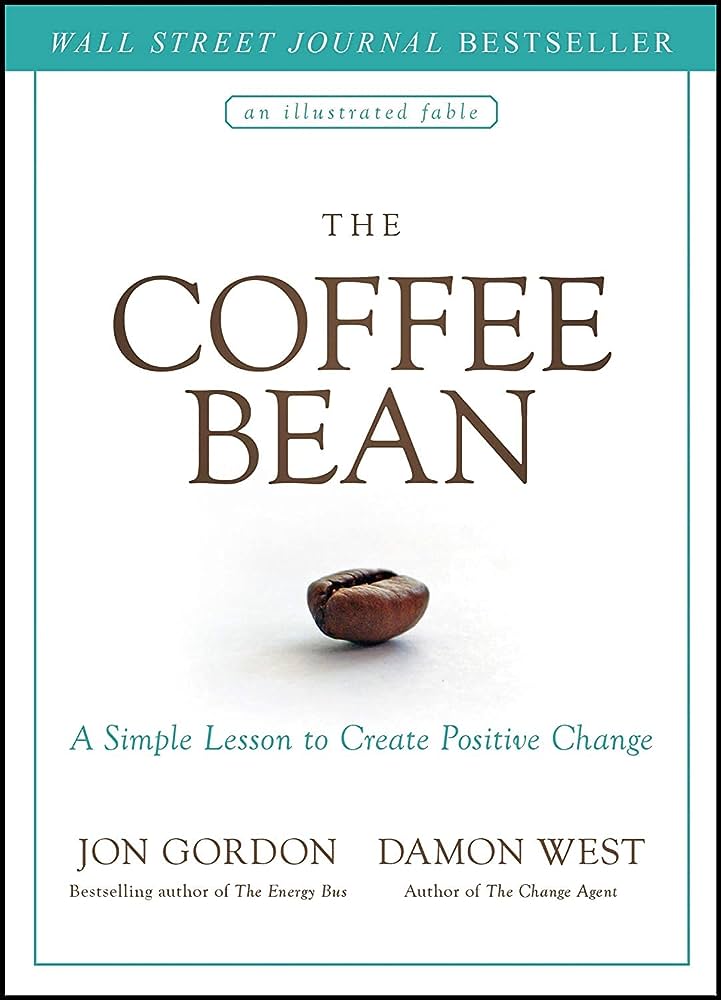 WALL STREET JOURNAL BESTSELLER
an illustrated fable
THE
COFFEE
BEAN
A Simple Lesson to Create Positive Change
JON GORDON DAMON WEST
Bestselling author of The Energy Bus Author of The Change Agent